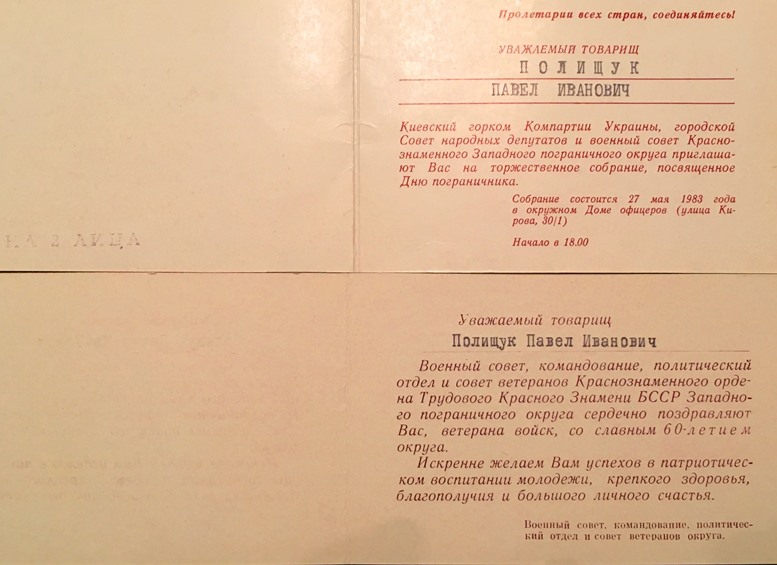 Пролетарии всех стран, соединяйтесь!
УВАЖАЕМЫЙ ТОВАРИЩ
ПОЛИЩУК
ПАВЕЛ ИВАНОВИЧ
Киевский горком Компартии Украины, городской
Совет народных депутатов и военный совет Красно-
знаменного Западного пограничного округа приглаша-
ют Вас на торжественное собрание, посвященное
Дню пограничника.
Собрание состоится 27 мая 1983 года
в окружном Доме офицеров (улица Ки-
рова, 30/1)
Начало в 18.00
Уважаемый товарищ
Полищук Павел Иванович
Военный совет, командование, политический
отдел и совет ветеранов Краснознаменного орде-
на Трудового Красного Знамени БССР Западно-
го пограничного округа сердечно поздравляют
Вас, ветерана войск, со славным 60-летием
округа.
Искренне желаем Вам успехов в патриотичес-
ком воспитании молодежи, крепкого здоровья,
благополучия и большого личного счастья.
Военный совет, командование, политичес-
кий отдел и совет ветеранов округа.